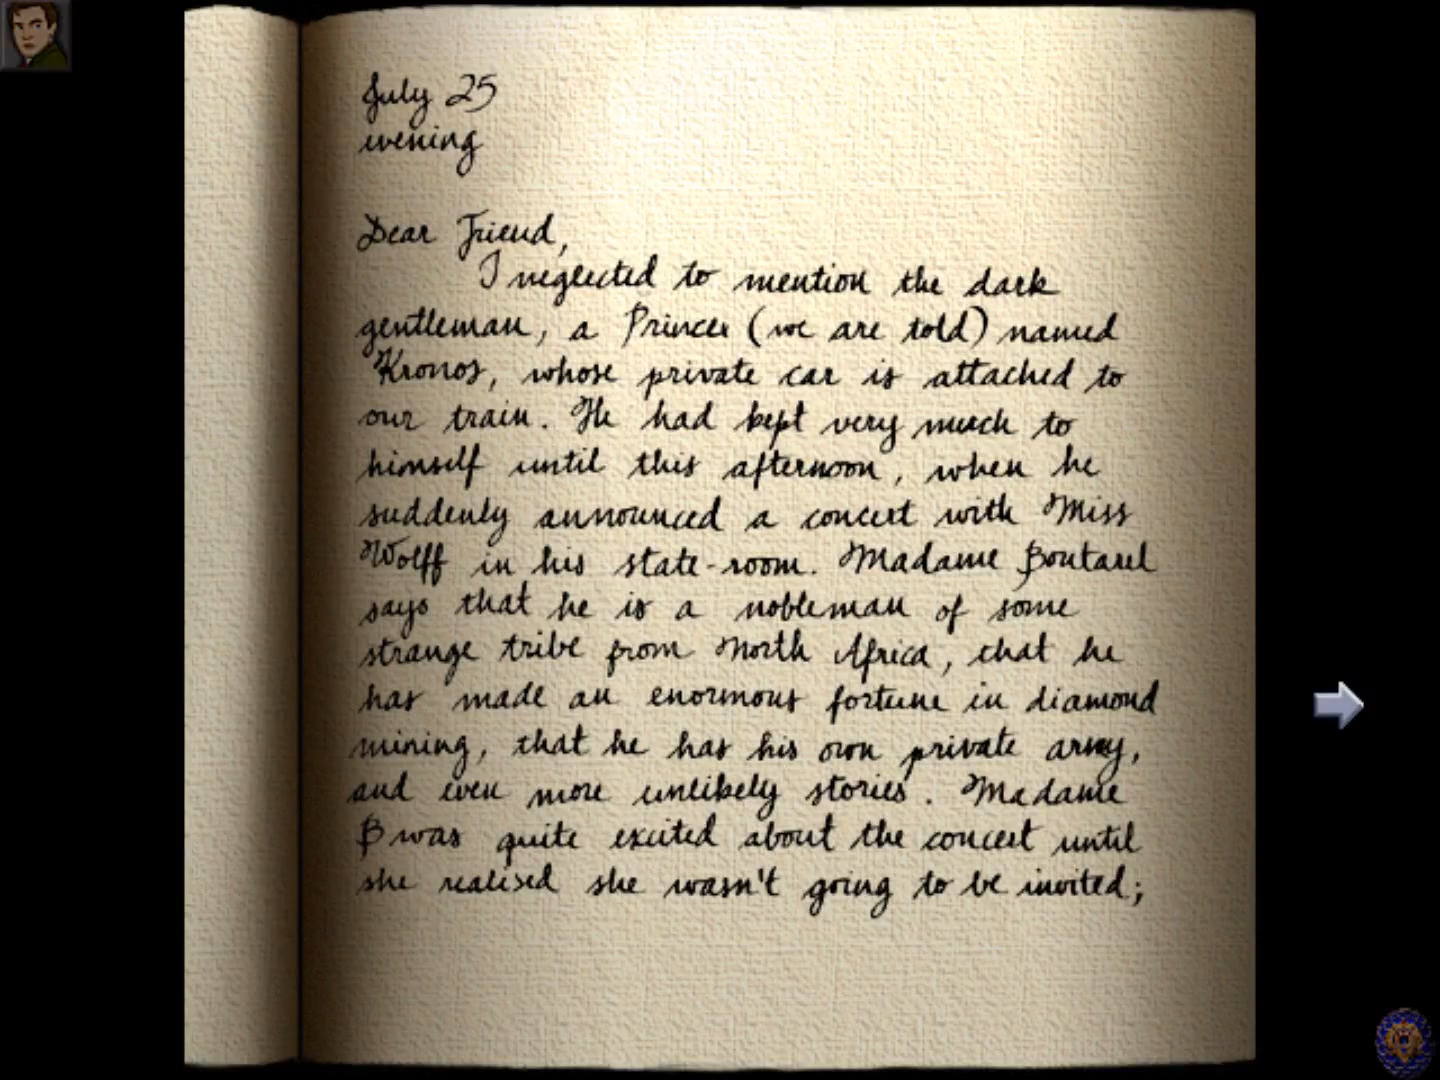 July 25
evening
Dear Friend,
I neglected to mention the dark
gentleman, a Prince (we are told) named
Kronos, whose private car is attached to
our train. He had kept very much to
himself until this afternoon, when he
suddenly announced a concert with Miss
Wolff in his state-room. Madame Boutarel
says that he is a nobleman of some
strange tribe from North Africa, that he
has made an enormous fortune in diamond
mining, that he has his own private army,
and even more unlikely stories. Madame
B was quite excited about the concert until
she realised she wasn't going to be invited;